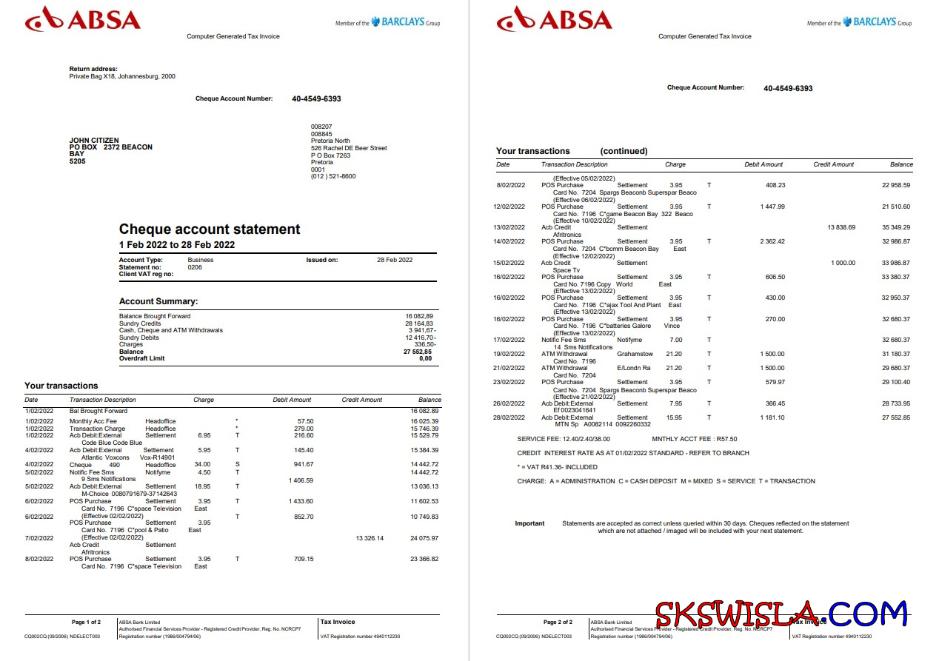 ABSA
Member of the BARCLAYS Group
Computer Generated Tax Invoice
Return address:
Private Bag X18, Johannesburg, 2000
Cheque Account Number: 40-4549-6393
008207
008845
Pretoria North
526 Rachel DE Beer Street
P O Box 7263
Pretoria
0001
(012 ) 521-6600
JOHN CITIZEN
PO BOX 2372 BEACON
BAY
5205
Cheque account statement
1 Feb 2022 to 28 Feb 2022
Account Type: Business Issued on: 28 Feb 2022
Statement no: 0206
Client VAT reg no:
Account Summary:
Balance Brought Forward 16 082,89
Sundry Credits 28 164,83
Cash, Cheque and ATM Withdrawals 3 941,67-
Sundry Debits 12 416,70-
Charges 336,50-
Balance 27 552,85
Overdraft Limit 0,00
Your transactions
Date Transaction Description Charge Debit Amount Credit Amount Balance
1/02/2022 Bal Brought Forward 16 082.89
1/02/2022 Monthly Acc Fee Headoffice * 57.50 16 025.39
1/02/2022 Transaction Charge Headoffice * 279.00 15 746.39
1/02/2022 Acb Debit:External Settlement 6.95 T 216.60 15 529.79
Code Blue Code Blue
4/02/2022 Acb Debit:External Settlement 5.95 T 145.40 15 384.39
Atlantic Voxcons Vox-R14901
4/02/2022 Cheque 490 Headoffice 34.00 S 941.67 14 442.72
5/02/2022 Notific Fee Sms Notifyme 4.50 T 14 442.72
9 Sms Notifications 1 406.59
5/02/2022 Acb Debit:External Settlement 18.95 T 13 036.13
M-Choice 0080791679-37142643
6/02/2022 POS Purchase Settlement 3.95 T 1 433.60 11 602.53
Card No. 7196 C*space Television East
6/02/2022 (Effective 02/02/2022) T 852.70 10 749.83
POS Purchase Settlement 3.95
Card No. 7196 C*pool & Patio East
7/02/2022 (Effective 02/02/2022) 13 326.14 24 075.97
Acb Credit Settlement
Afritronics
8/02/2022 POS Purchase Settlement 3.95 T 709.15 23 366.82
Card No. 7196 C*space Television East
Page 1 of 2
ABSA Bank Limited
Authorised Financial Services Provider - Registered Credit Provider, Reg. No. NCRCP7
Registration number (1986/004794/06)
Tax Invoice
VAT Registration number 4940112230
CQ002CQ (09/2006) NDELECT003
ABSA
Member of the BARCLAYS Group
Computer Generated Tax Invoice
Cheque Account Number: 40-4549-6393
Your transactions (continued)
Date Transaction Description Charge Debit Amount Credit Amount Balance
(Effective 05/02/2022)
8/02/2022 POS Purchase Settlement 3.95 T 408.23 22 958.59
Card No. 7204 Spargs Beaconb Superspar Beaco
(Effective 06/02/2022)
12/02/2022 POS Purchase Settlement 3.95 T 1 447.99 21 510.60
Card No. 7196 C*game Beacon Bay 322 Beaco
(Effective 10/02/2022)
13/02/2022 Acb Credit Settlement 13 838.69 35 349.29
Afritronics
14/02/2022 POS Purchase Settlement 3.95 T 2 362.42 32 986.87
Card No. 7204 C*bcmm Beacon Bay East
(Effective 12/02/2022)
15/02/2022 Acb Credit Settlement 1 000.00 33 986.87
Space Tv
16/02/2022 POS Purchase Settlement 3.95 T 606.50 33 380.37
Card No. 7196 Copy World East
(Effective 13/02/2022)
16/02/2022 POS Purchase Settlement 3.95 T 430.00 32 950.37
Card No. 7196 C*ajax Tool And Plant East
(Effective 13/02/2022)
16/02/2022 POS Purchase Settlement 3.95 T 270.00 32 680.37
Card No. 7196 C*batteries Galore Vince
(Effective 13/02/2022)
17/02/2022 Notific Fee Sms Notifyme 7.00 T 32 680.37
14 Sms Notifications
19/02/2022 ATM Withdrawal Grahamstow 21.20 T 1 500.00 31 180.37
Card No. 7196
21/02/2022 ATM Withdrawal E/Londn Ra 21.20 T 1 500.00 29 680.37
Card No. 7204
23/02/2022 POS Purchase Settlement 3.95 T 579.97 29 100.40
Card No. 7204 Spargs Beaconb Superspar Beaco
(Effective 21/02/2022)
26/02/2022 Acb Debit:External Settlement 7.95 T 366.45 28 733.95
EF0023041641
28/02/2022 Acb Debit:External Settlement 15.95 T 1 181.10 27 552.85
MTN Sp A0062114 0092260332
SERVICE FEE: 12.40/2.40/38.00 MNTHLY ACCT FEE : R57.50
CREDIT INTEREST RATE AS AT 01/02/2022 STANDARD - REFER TO BRANCH
* = VAT R41.36- INCLUDED
CHARGE: A = ADMINISTRATION C = CASH DEPOSIT M = MIXED S = SERVICE T = TRANSACTION
Important Statements are accepted as correct unless queried within 30 days. Cheques reflected on the statement
which are not attached / imaged will be included with your next statement.
Page 2 of 2
ABSA Bank Limited
Authorised Financial Services Provider - Registered Credit Provider, Reg. No. NCRCP7
Registration number (1986/004794/06)
Tax Invoice
VAT Registration number 4940112230
CQ002CQ (09/2006) NDELECT003
SKSWISLA.COM